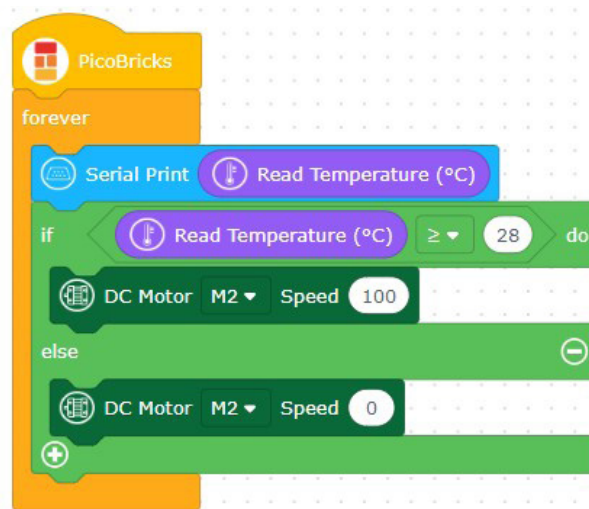 PicoBricks
forever
Serial Print Read Temperature (°C)
if Read Temperature (°C) ≥ 28 do
DC Motor M2 Speed 100
else
DC Motor M2 Speed 0